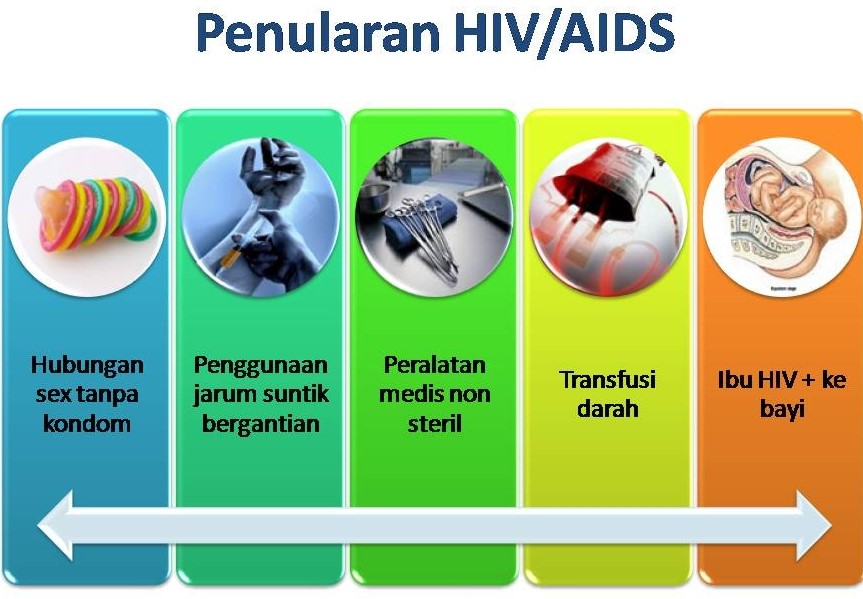 Penularan HIV/AIDS
Hubungan
sex tanpa
kondom
Penggunaan
jarum suntik
bergantian
Peralatan
medis non
steril
Transfusi
darah
Ibu HIV + ke
bayi